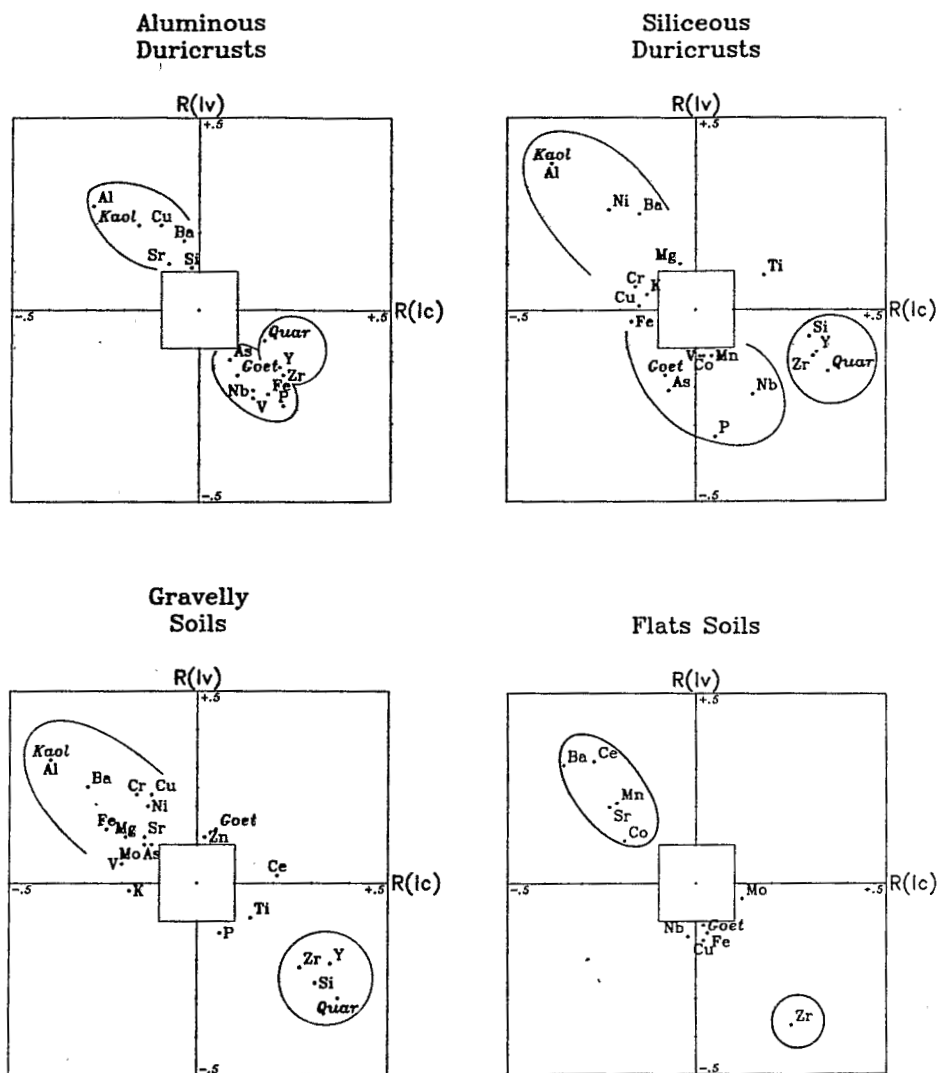 Aluminous
Duricrusts
R(Iv)
+.5
Al
Kaol
Cu
Ba
Sr
Si
-.5
R(Ic)
+.5
Quar
As
Goet
Y
Zr
Nb
Fe
V
P
-.5
Siliceous
Duricrusts
R(Iv)
+.5
Kaol
Al
Ni
Ba
Mg
Ti
Cr
K
Cu
-.5
R(Ic)
+.5
Fe
Si
Y
Zr
Quar
V
Mn
Co
Goet
As
Nb
P
-.5
Gravelly
Soils
R(Iv)
+.5
Kaol
Al
Ba
Cr
Cu
Ni
Fe
Mg
Sr
Goet
Zn
Mo
As
V
Ce
-.5
K
R(Ic)
+.5
Ti
P
Zr
Y
Si
Quar
-.5
Flats Soils
R(Iv)
+.5
Ba
Ce
Mn
Sr
Co
-.5
R(Ic)
+.5
Mo
Nb
Goet
Cu
Fe
Zr
-.5